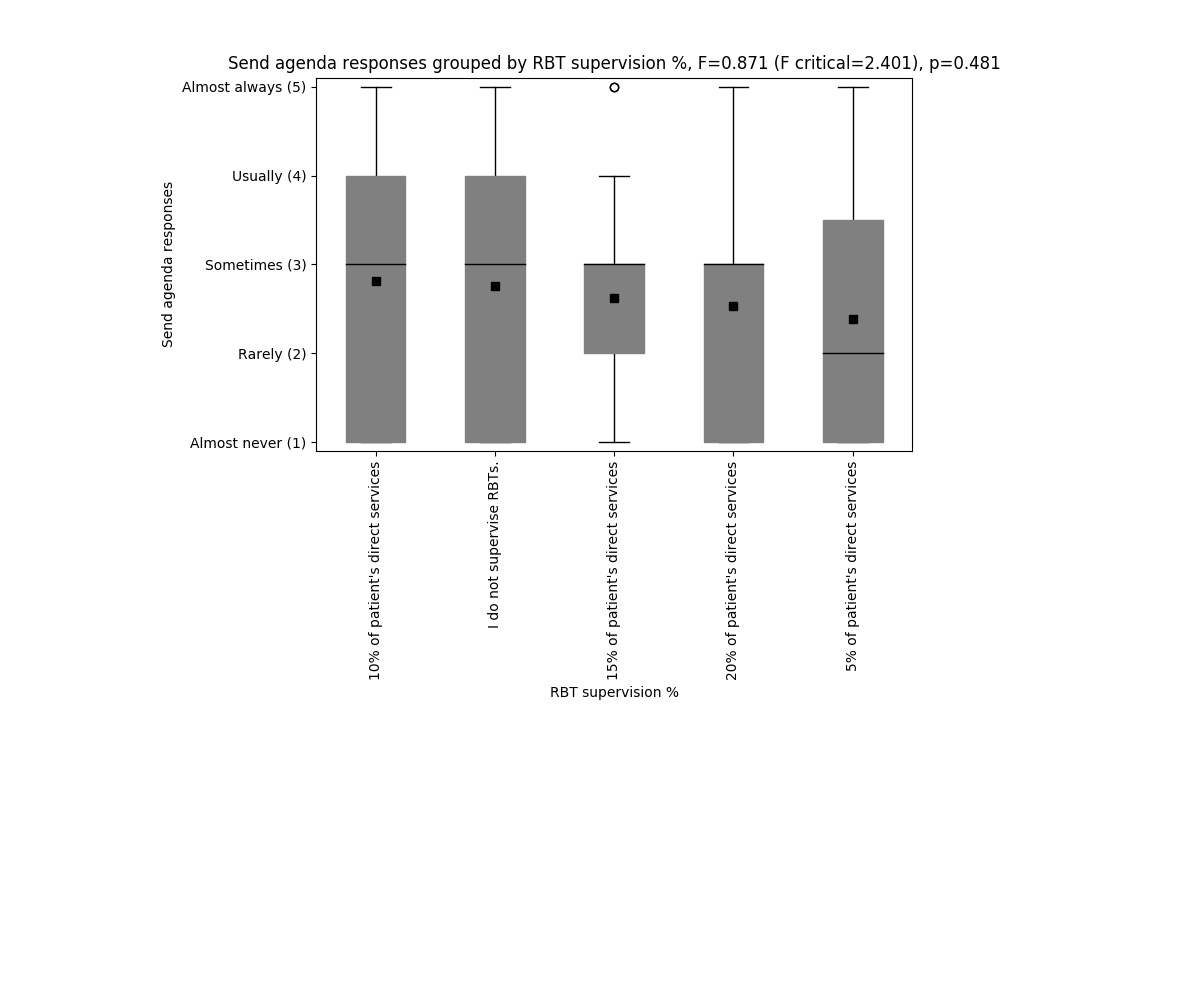 Send agenda responses grouped by RBT supervision %, F=0.871 (F critical=2.401), p=0.481
Almost always (5)
Usually (4)
Sometimes (3)
Rarely (2)
Almost never (1)
Send agenda responses
10% of patient's direct services
I do not supervise RBTs.
15% of patient's direct services
20% of patient's direct services
5% of patient's direct services
RBT supervision %